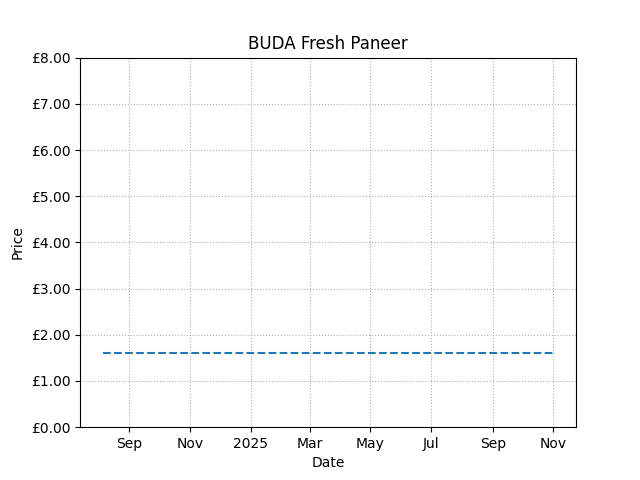 BUDA Fresh Paneer
£8.00
£7.00
£6.00
£5.00
£4.00
£3.00
£2.00
£1.00
£0.00
Price
Sep Nov 2025 Mar May Jul Sep Nov
Date